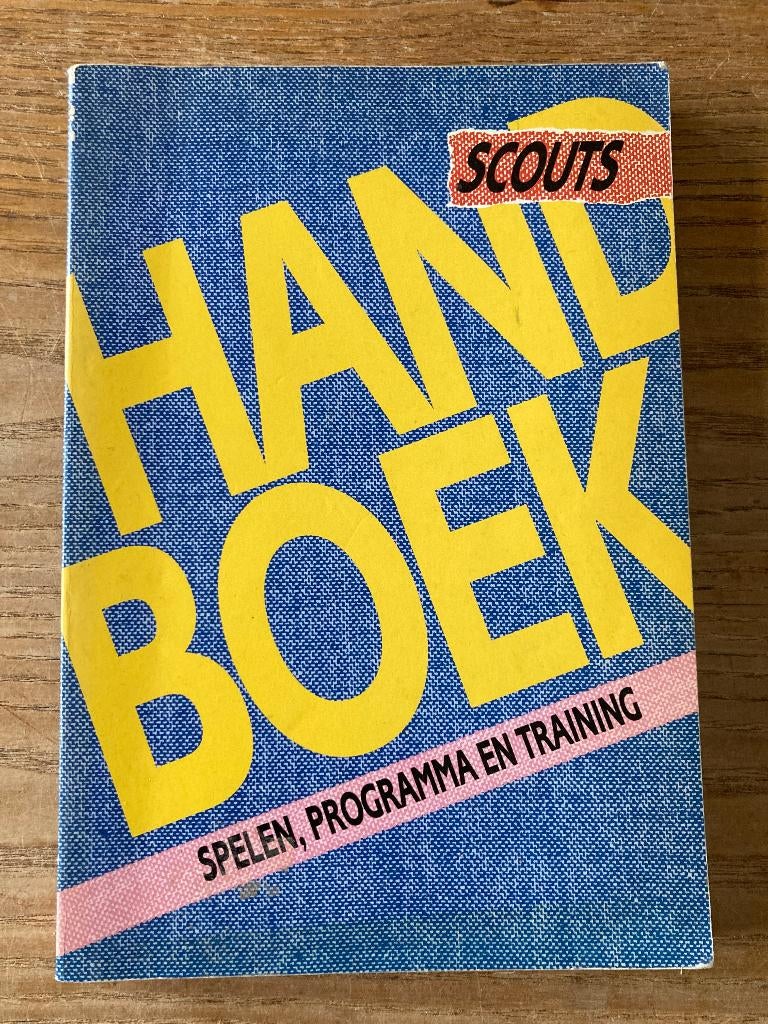 SCOUTS
HAND
BOEK
SPELEN, PROGRAMMA EN TRAINING